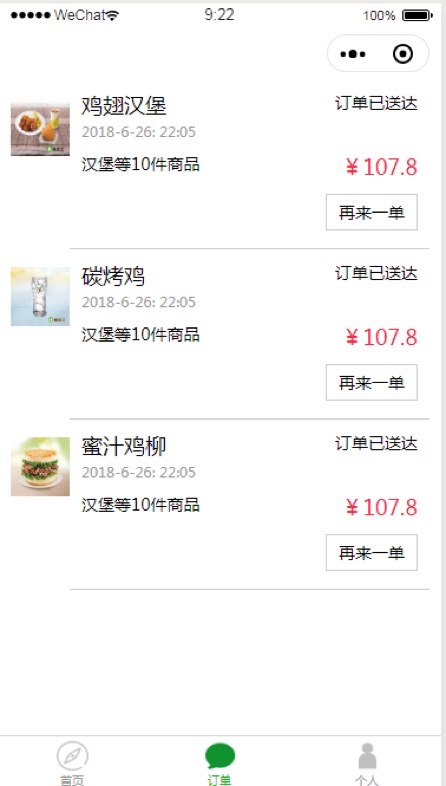 WeChat 9:22 100%
鸡翅汉堡 订单已送达
2018-6-26: 22:05
汉堡等10件商品 ￥107.8
再来一单
碳烤鸡 订单已送达
2018-6-26: 22:05
汉堡等10件商品 ￥107.8
再来一单
蜜汁鸡柳 订单已送达
2018-6-26: 22:05
汉堡等10件商品 ￥107.8
再来一单
首页 订单 个人